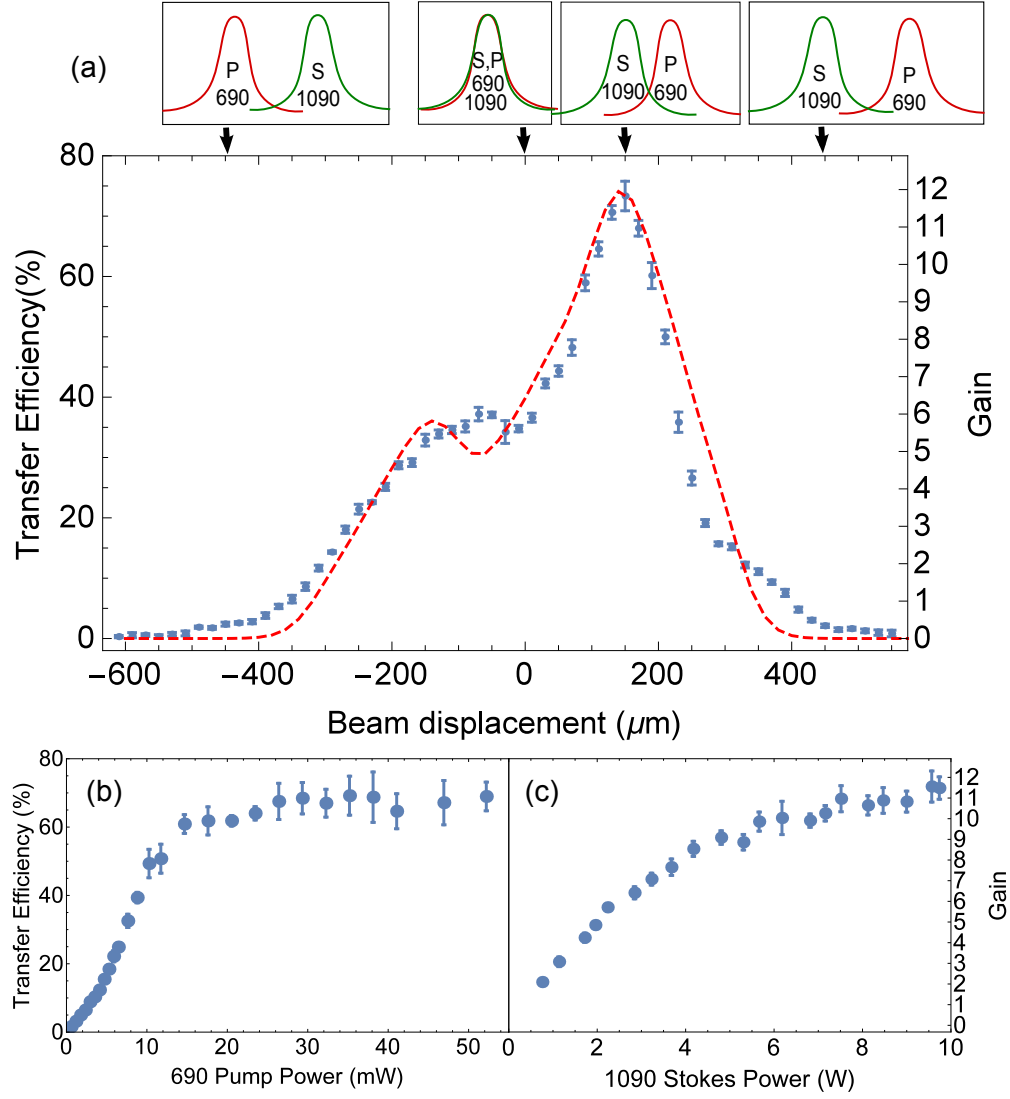 (a)
P
690
S
1090
S,P
690
1090
S
1090
P
690
S
1090
P
690
Transfer Efficiency(%)
80
60
40
20
0
12
11
10
9
8
7
6
5
4
3
2
1
0
Gain
−600 −400 −200 0 200 400
Beam displacement (μm)
(b)
Transfer Efficiency (%)
80
60
40
20
0
0 10 20 30 40 50
690 Pump Power (mW)
(c)
12
11
10
9
8
7
6
5
4
3
2
1
0
Gain
0 2 4 6 8 10
1090 Stokes Power (W)